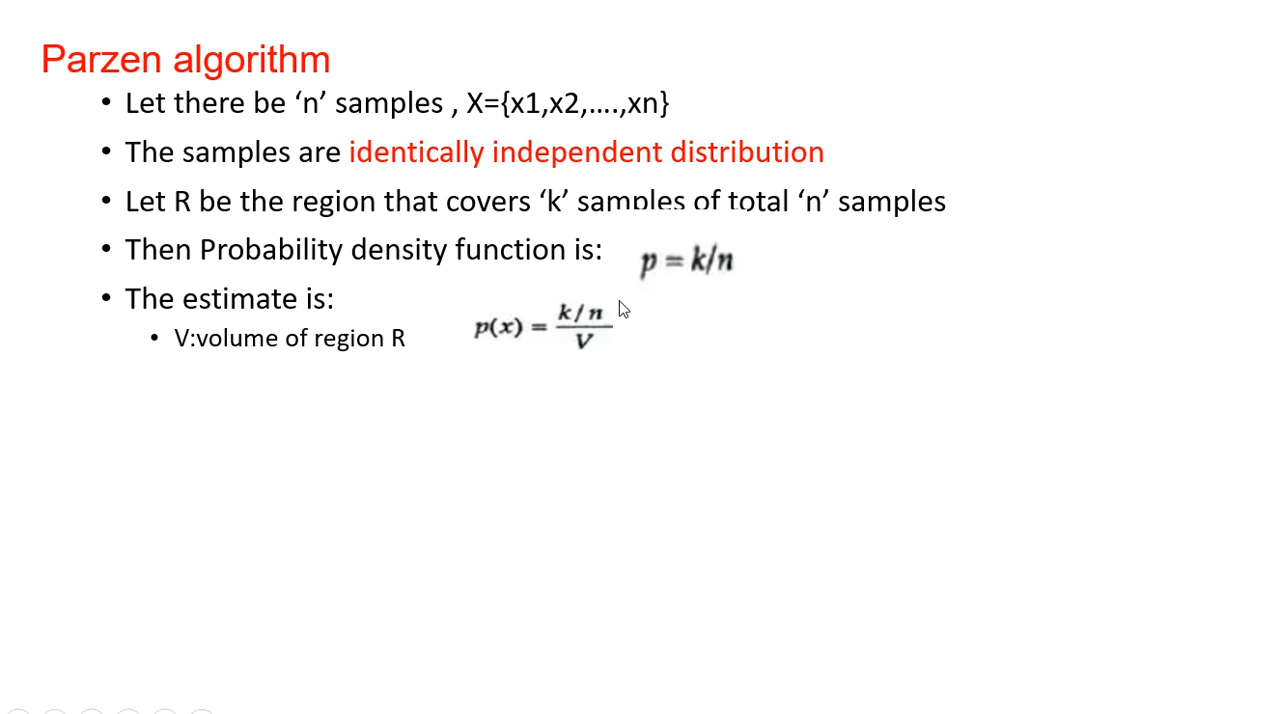 Parzen algorithm
• Let there be ‘n’ samples , X={x1,x2,....,xn}
• The samples are identically independent distribution
• Let R be the region that covers ‘k’ samples of total ‘n’ samples
• Then Probability density function is: p = k/n
• The estimate is:
• V:volume of region R p(x) = k / n
V